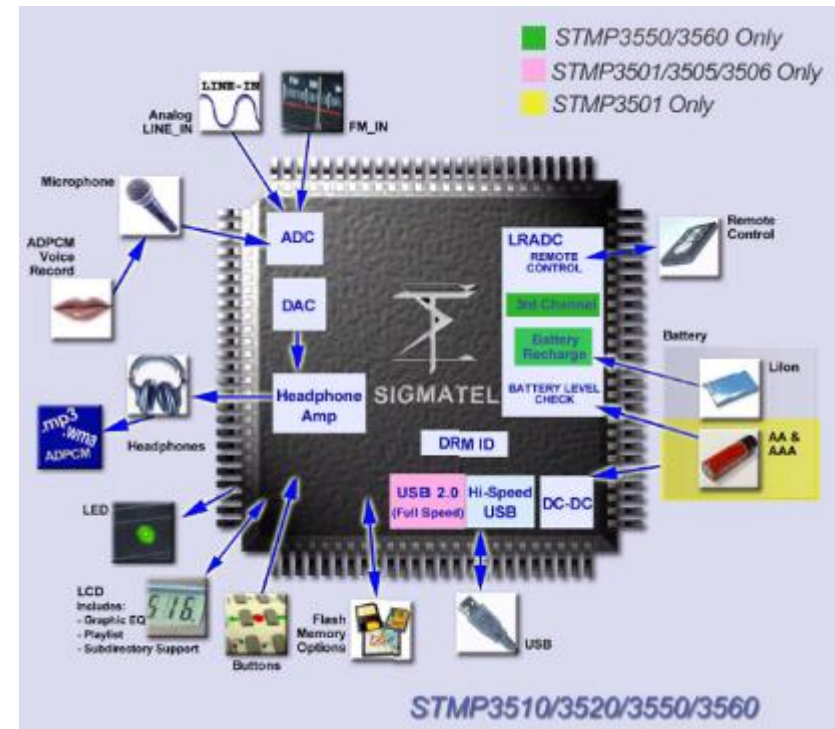 STMP3550/3560 Only
STMP3501/3505/3506 Only
STMP3501 Only
LINE-IN
Analog
LINE_IN
FM_IN
Microphone
ADPCM
Voice
Record
ADC
DAC
Headphone
Amp
LRADC
REMOTE
CONTROL
3rd Channel
Battery
Recharge
BATTERY LEVEL
CHECK
Remote
Control
Battery
LiIon
AA &
AAA
SIGMATEL
DRM ID
USB 2.0
(Full Speed)
Hi-Speed
USB
DC-DC
.mp3
.wma
ADPCM
Headphones
LED
LCD
Includes:
- Graphic EQ
- Playlist
- Subdirectory Support
516.
Buttons
Flash
Memory
Options
USB
STMP3510/3520/3550/3560